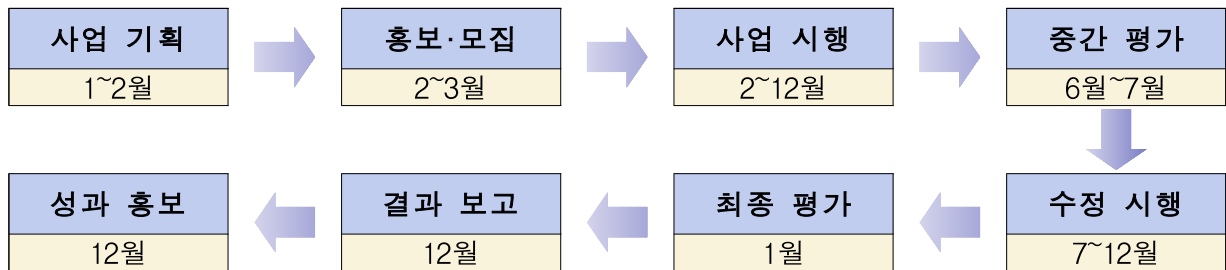 사업 기획
1~2월
홍보·모집
2~3월
사업 시행
2~12월
중간 평가
6월~7월
수정 시행
7~12월
최종 평가
1월
결과 보고
12월
성과 홍보
12월